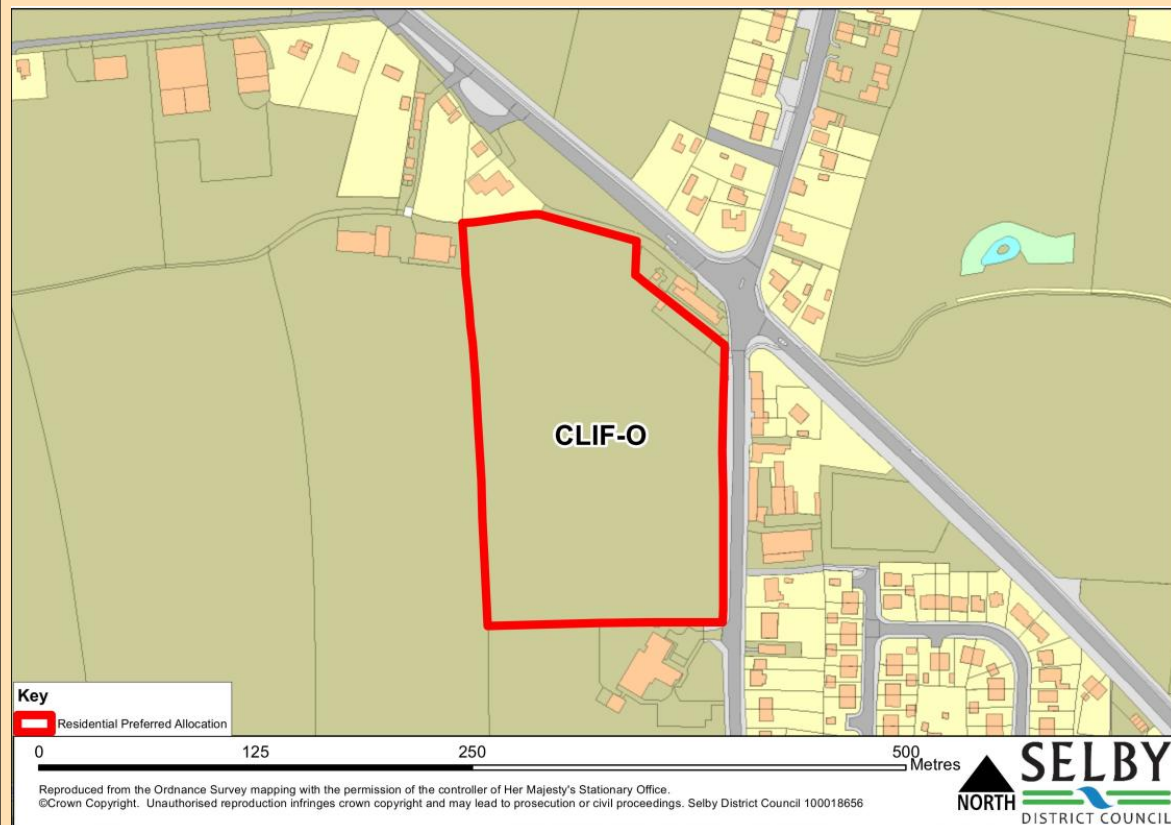 CLIF-O
Key
Residential Preferred Allocation
0 125 250 500 Metres
Reproduced from the Ordnance Survey mapping with the permission of the controller of Her Majesty's Stationary Office.
©Crown Copyright. Unauthorised reproduction infringes crown copyright and may lead to prosecution or civil proceedings. Selby District Council 100018656
NORTH
SELBY
DISTRICT COUNCIL